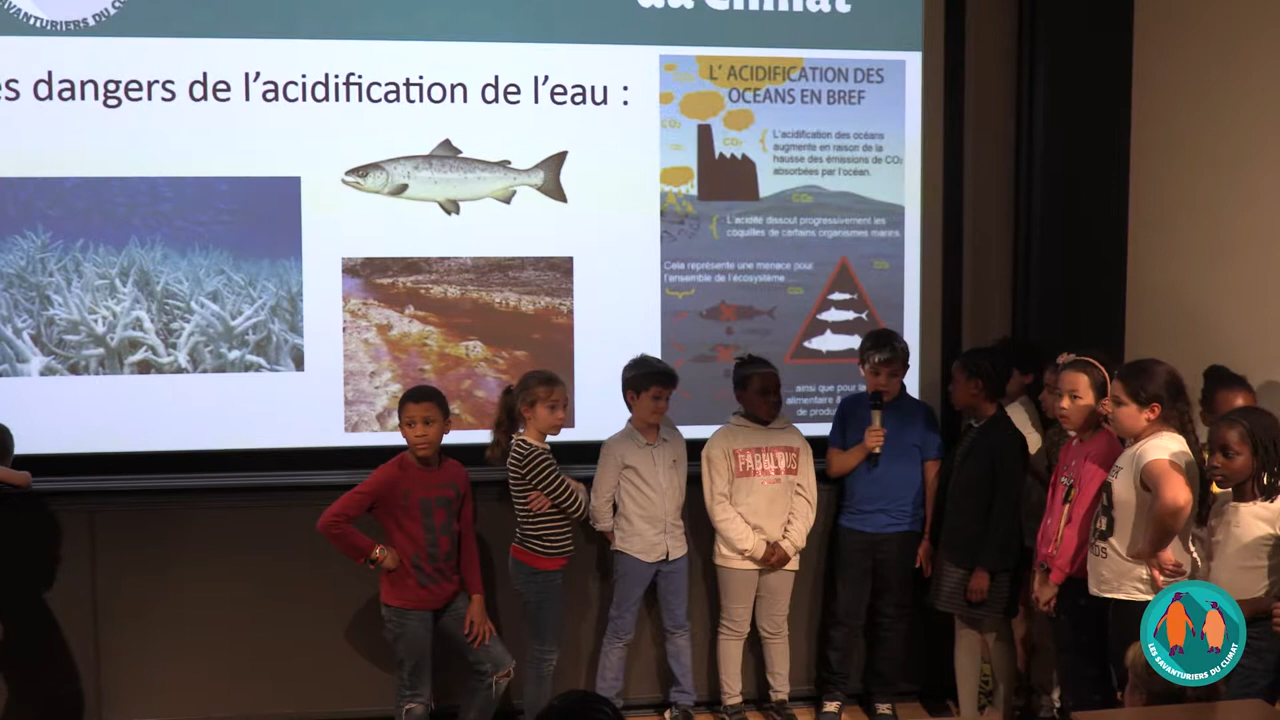 SAVANTURIERS DU
du Climat
s dangers de l'acidification de l'eau :
L' ACIDIFICATION DES
OCEANS EN BREF
CO₂
CO₂
L'acidification des océans
augmente en raison de la
hausse des émissions de CO₂
absorbées par l'océan.
CO₂
L'acidité dissout progressivement les
coquilles de certains organismes marins
Cela représente une menace pour
l'ensemble de l'écosystème
... ainsi que pour la
alimentaire
de produ
FABULOUS
LES SAVANTURIERS DU CLIMAT